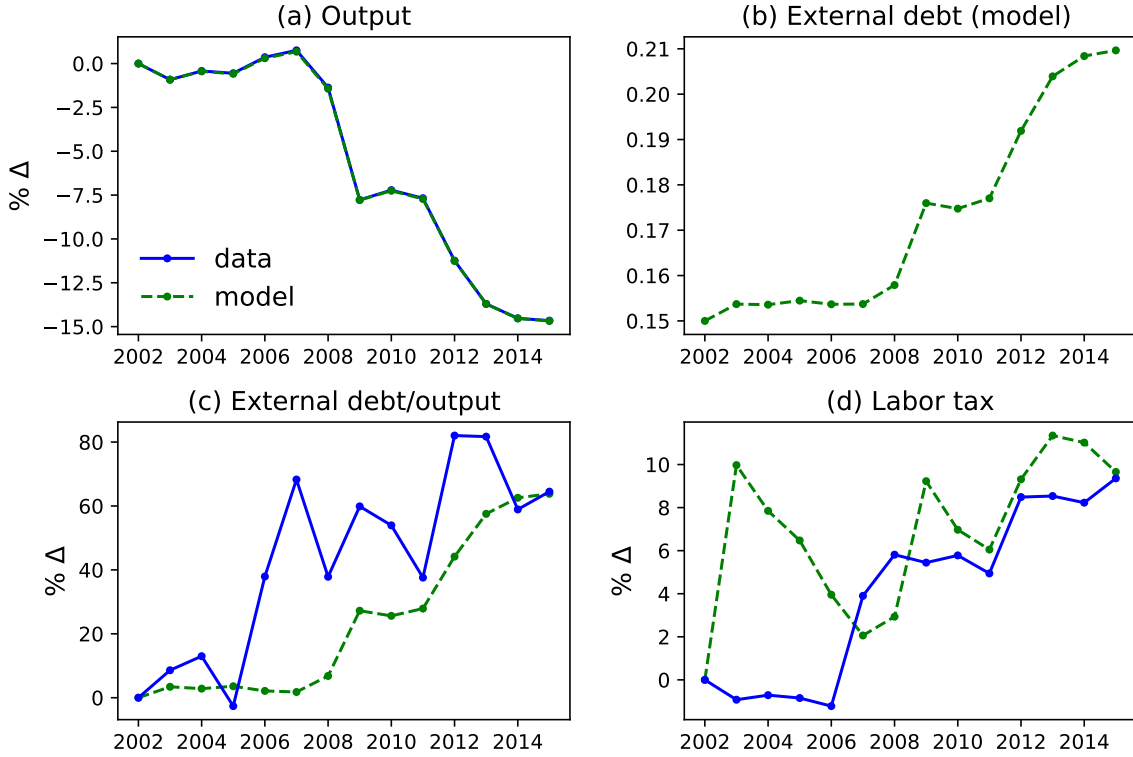 (a) Output
% Δ
0.0
−2.5
−5.0
−7.5
−10.0
−12.5
−15.0
data
model
2002 2004 2006 2008 2010 2012 2014
(b) External debt (model)
0.21
0.20
0.19
0.18
0.17
0.16
0.15
2002 2004 2006 2008 2010 2012 2014
(c) External debt/output
% Δ
80
60
40
20
0
2002 2004 2006 2008 2010 2012 2014
(d) Labor tax
% Δ
10
8
6
4
2
0
2002 2004 2006 2008 2010 2012 2014